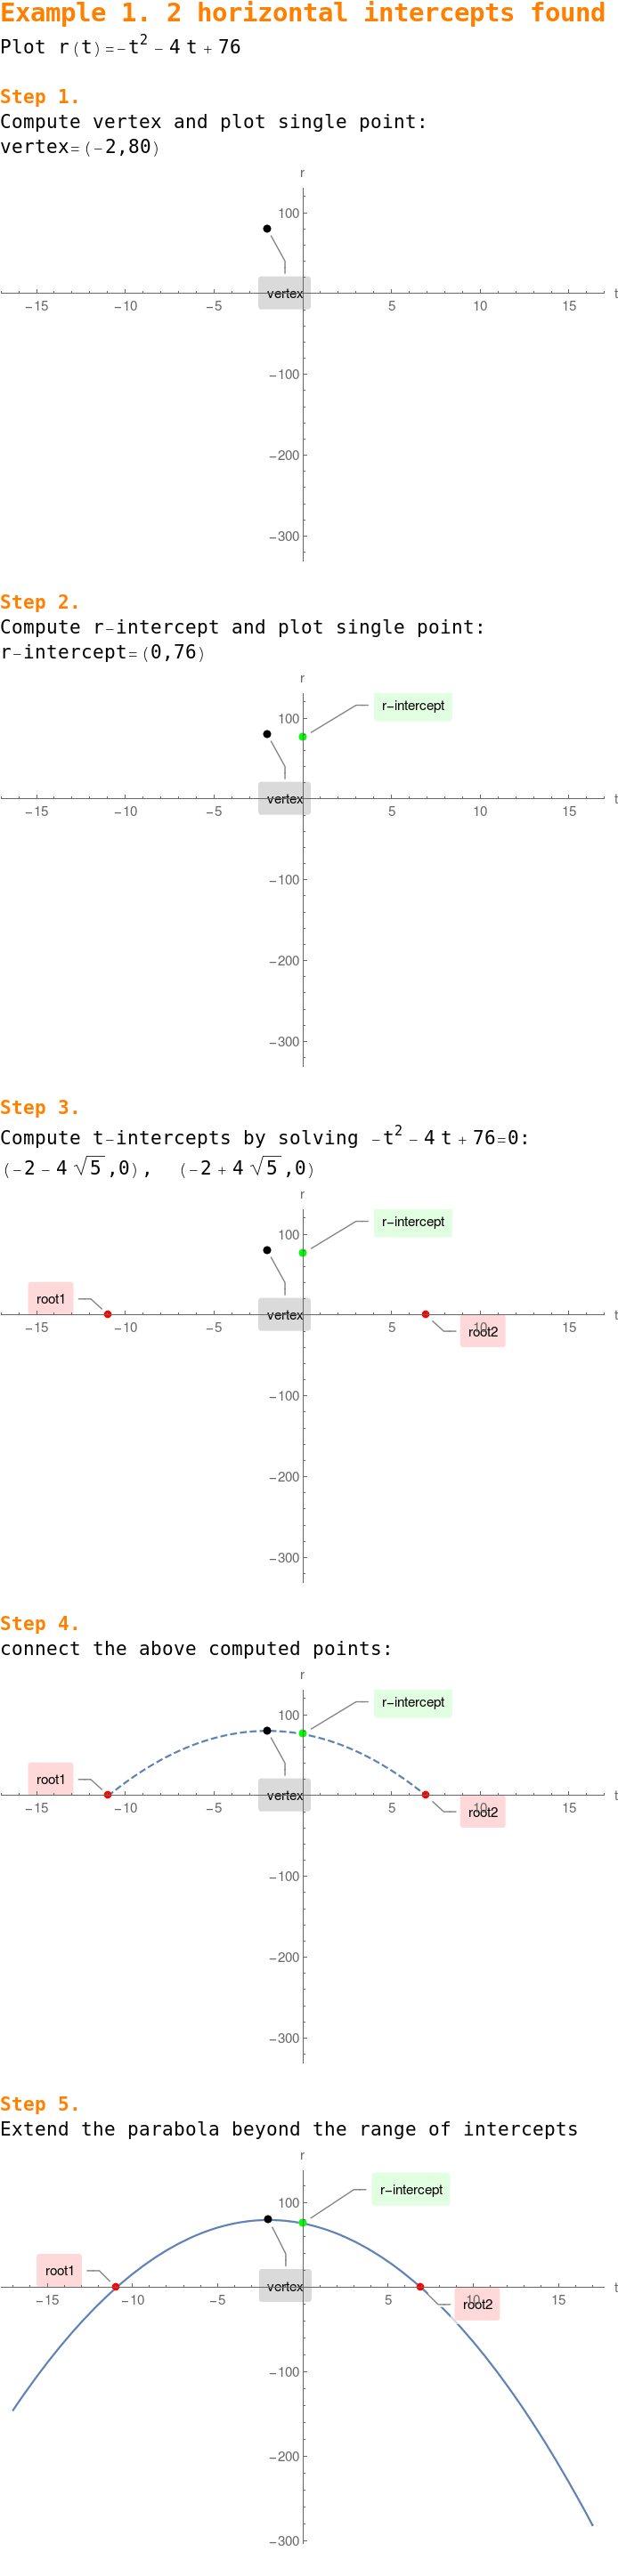 Example 1. 2 horizontal intercepts found
Plot r(t)=-t² - 4 t + 76
Step 1.
Compute vertex and plot single point:
vertex=(-2,80)
r
100
vertex
t
-15 -10 -5 5 10 15
-100
-200
-300
Step 2.
Compute r-intercept and plot single point:
r-intercept=(0,76)
r
r-intercept
100
vertex
t
-15 -10 -5 5 10 15
-100
-200
-300
Step 3.
Compute t-intercepts by solving -t² - 4 t + 76=0:
(-2 - 4 √5 ,0), (-2 + 4 √5 ,0)
r
r-intercept
100
root1
vertex
t
-15 -10 -5 5 10 15
root2
-100
-200
-300
Step 4.
connect the above computed points:
r
r-intercept
100
root1
vertex
t
-15 -10 -5 5 10 15
root2
-100
-200
-300
Step 5.
Extend the parabola beyond the range of intercepts
r
r-intercept
100
root1
vertex
t
-15 -10 -5 5 10 15
root2
-100
-200
-300